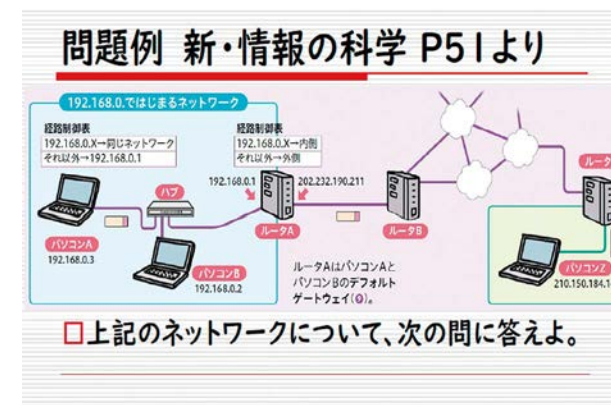 問題例 新・情報の科学 P51より
192.168.0.ではじまるネットワーク
経路制御表
192.168.0.X→同じネットワーク
それ以外→192.168.0.1
経路制御表
192.168.0.X→内側
それ以外→外側
192.168.0.1
202.232.190.211
ハブ
ルータA
ルータB
ルータ
パソコンA
192.168.0.3
パソコンB
192.168.0.2
ルータAはパソコンAと
パソコンBのデフォルト
ゲートウェイ
パソコンZ
210.150.184.1
□上記のネットワークについて、次の問に答えよ。